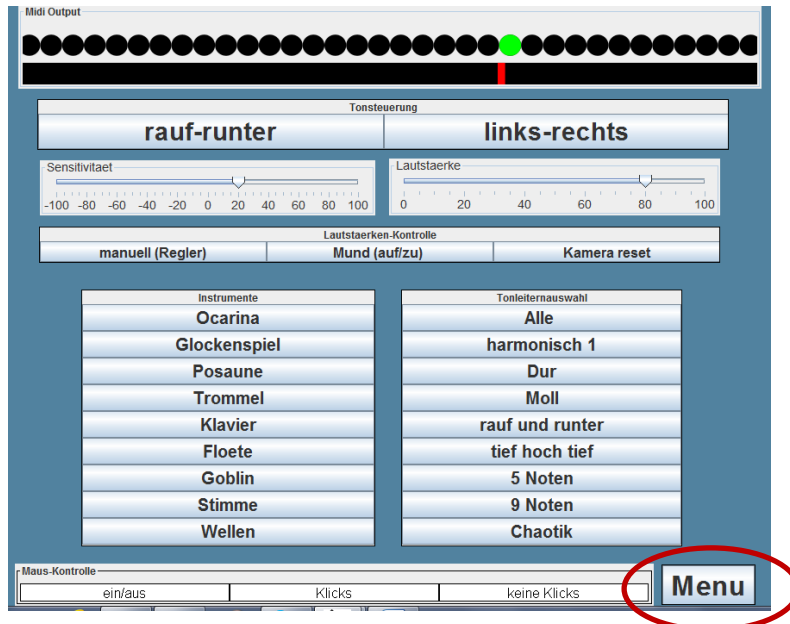 Midi Output
Tonsteuerung
rauf-runter links-rechts
Sensitivitaet
-100 -80 -60 -40 -20 0 20 40 60 80 100
Lautstaerke
0 20 40 60 80 100
Lautstaerken-Kontrolle
manuell (Regler) Mund (auf/zu) Kamera reset
Instrumente
Ocarina
Glockenspiel
Posaune
Trommel
Klavier
Floete
Goblin
Stimme
Wellen
Tonleiternauswahl
Alle
harmonisch 1
Dur
Moll
rauf und runter
tief hoch tief
5 Noten
9 Noten
Chaotik
Maus-Kontrolle
ein/aus Klicks keine Klicks
Menu